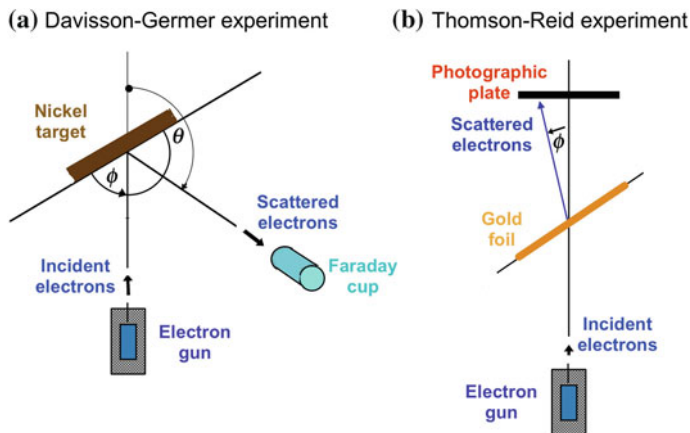 (a) Davisson-Germer experiment
Nickel
target
θ
ϕ
Scattered
electrons
Incident
electrons
Faraday
cup
Electron
gun
(b) Thomson-Reid experiment
Photographic
plate
Scattered
electrons
ϕ
Gold
foil
Incident
electrons
Electron
gun